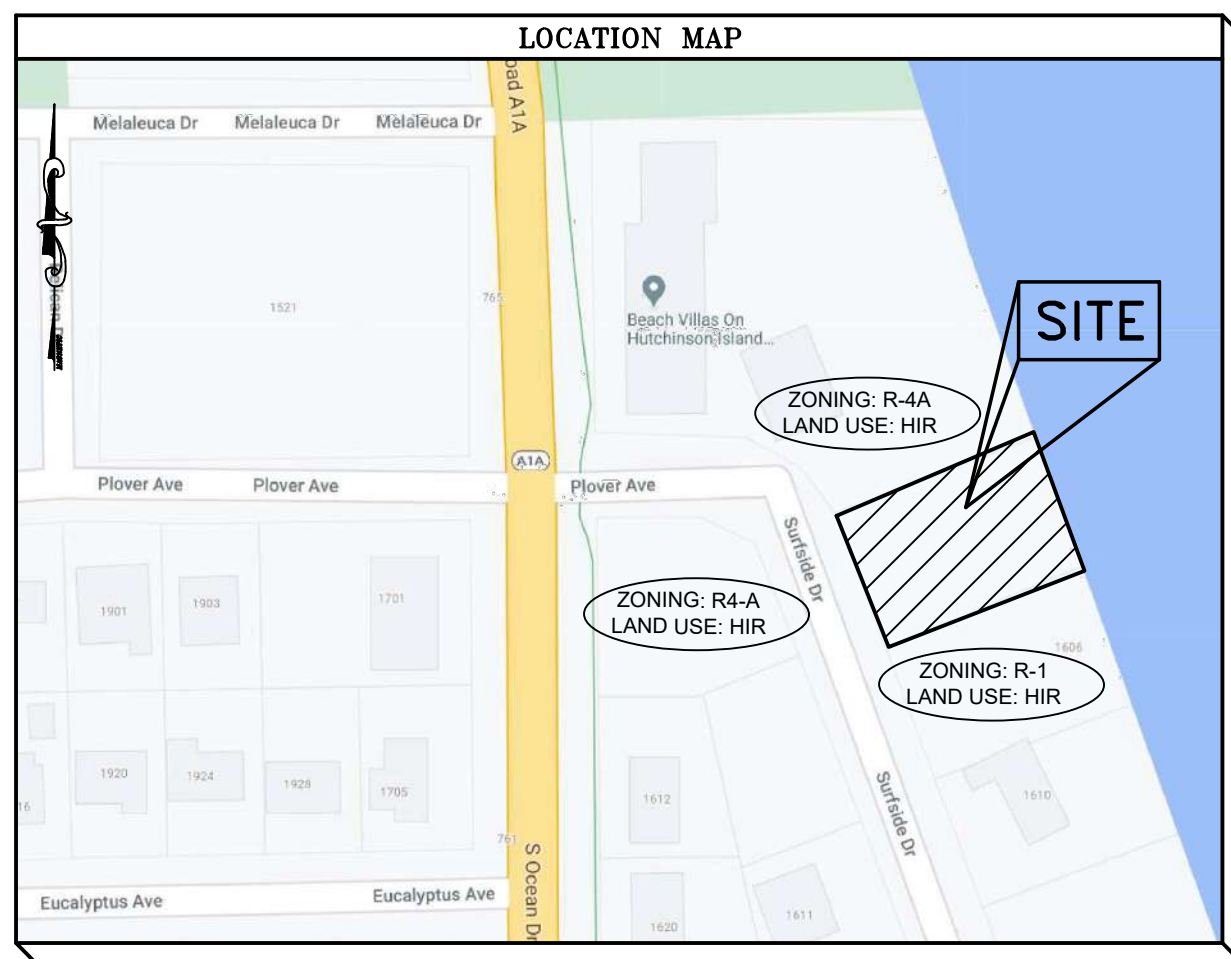 LOCATION MAP
oad A1A
Melaleuca Dr
Melaleuca Dr
Melaleuca Dr
1521
765
Beach Villas On
Hutchinson Island...
SITE
ZONING: R-4A
LAND USE: HIR
A1A
Plover Ave
Plover Ave
Plover Ave
Surfside Dr
1901
1903
1701
ZONING: R4-A
LAND USE: HIR
1606
ZONING: R-1
LAND USE: HIR
16
1920
1924
1928
1705
1612
Surfside Dr
1610
761
S Ocean Dr
Eucalyptus Ave
Eucalyptus Ave
1620
1611